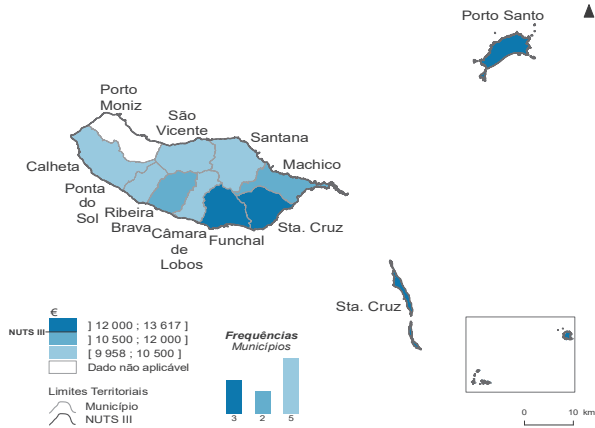 Porto Santo
Porto
Moniz
São
Vicente
Santana
Machico
Calheta
Ponta
do
Sol
Ribeira
Brava
Câmara
de
Lobos
Funchal
Sta. Cruz
Sta. Cruz
€
NUTS III
] 12 000 ; 13 617 ]
] 10 500 ; 12 000 ]
[ 9 958 ; 10 500 ]
Dado não aplicável
Limites Territoriais
Município
NUTS III
Frequências
Municípios
3 2 5
0 10 km